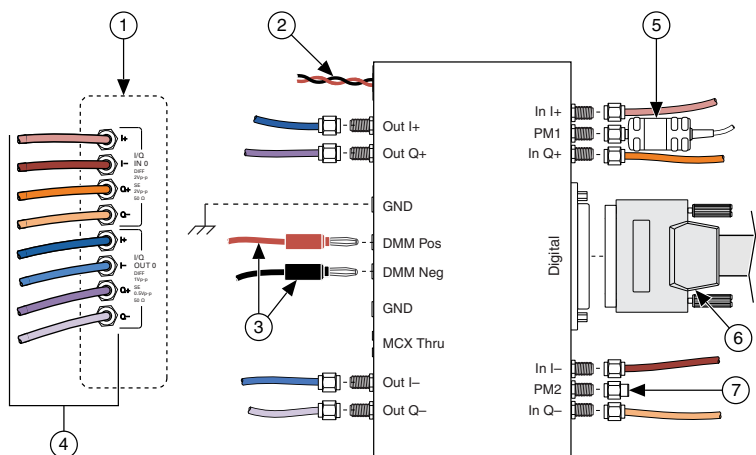 1
2
5
I+
I–
Q+
Q–
I/Q
IN 0
DIFF
2Vp-p
SE
2Vp-p
50 Ω
I+
I–
Q+
Q–
I/Q
OUT 0
DIFF
1Vp-p
SE
0.5Vp-p
50 Ω
4
Out I+
Out Q+
GND
DMM Pos
DMM Neg
3
GND
MCX Thru
Out I–
Out Q–
In I+
PM1
In Q+
Digital
6
In I–
PM2
7
In Q–